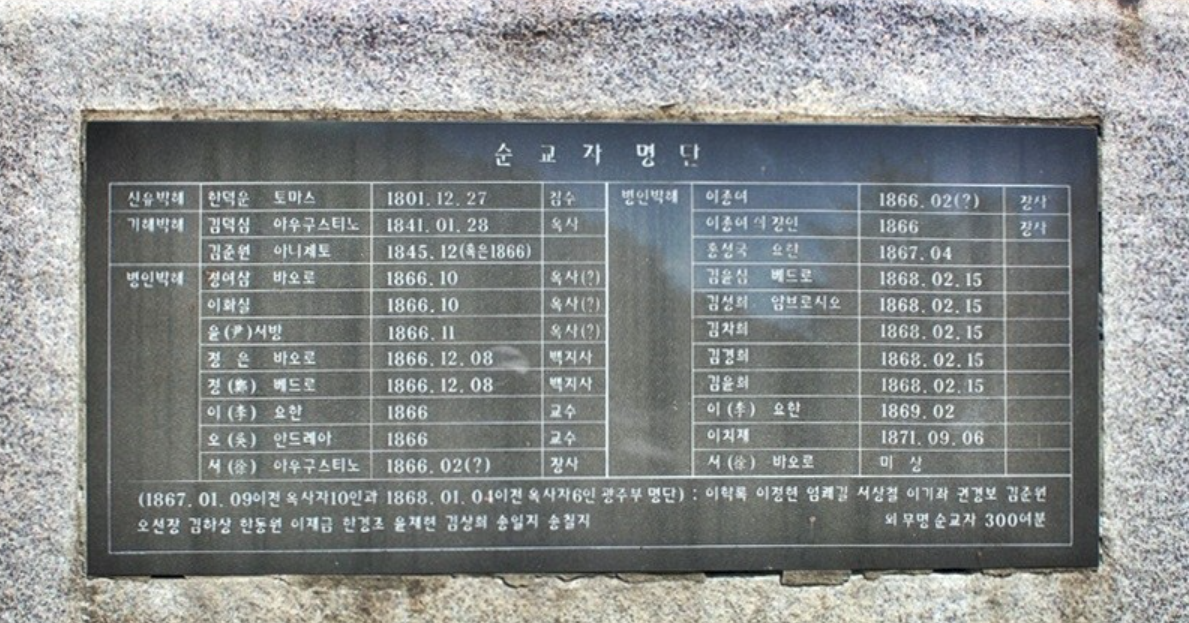 순 교 자 명 단
신유박해 한덕운 토마스 1801.12.27 참수
기해박해 김덕심 아우구스티노 1841.01.28 옥사
김준원 아니체토 1845.12(혹은1866)
병인박해 정여삼 바오로 1866.10 옥사(?)
이화실 1866.10 옥사(?)
윤(尹)서방 1866.11 옥사(?)
정 은 바오로 1866.12.08 백지사
정(鄭) 베드로 1866.12.08 백지사
이(李) 요한 1866 교수
오(吳) 안드레아 1866 교수
서(徐) 아우구스티노 1866.02(?) 장사
병인박해 이종여 1866.02(?) 장사
이종여의 장인 1866 장사
홍성국 요한 1867.04
김윤심 베드로 1868.02.15
김성희 암브로시오 1868.02.15
김차희 1868.02.15
김경희 1868.02.15
김윤희 1868.02.15
이(李) 요한 1869.02
이치재 1871.09.06
서(徐) 바오로 미 상
(1867.01.09이전 옥사자10인과 1868.01.04이전 옥사자6인 광주부 명단) : 이학록 이정현 엄쾌길 서상철 이기좌 권경보 김준원
오선장 김하상 한동원 이재금 한경조 윤재현 김상희 송일지 송칠지 외 무명 순교자 300여분